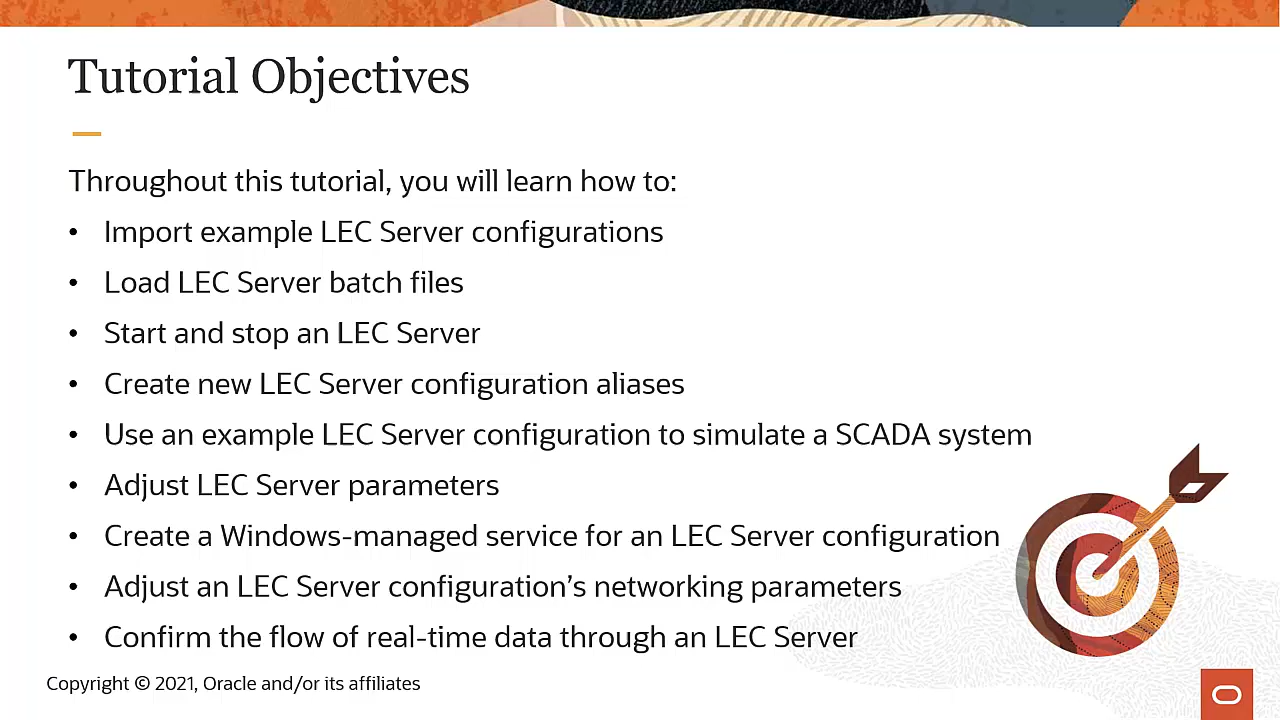 Tutorial Objectives
Throughout this tutorial, you will learn how to:
• Import example LEC Server configurations
• Load LEC Server batch files
• Start and stop an LEC Server
• Create new LEC Server configuration aliases
• Use an example LEC Server configuration to simulate a SCADA system
• Adjust LEC Server parameters
• Create a Windows-managed service for an LEC Server configuration
• Adjust an LEC Server configuration’s networking parameters
• Confirm the flow of real-time data through an LEC Server
Copyright © 2021, Oracle and/or its affiliates